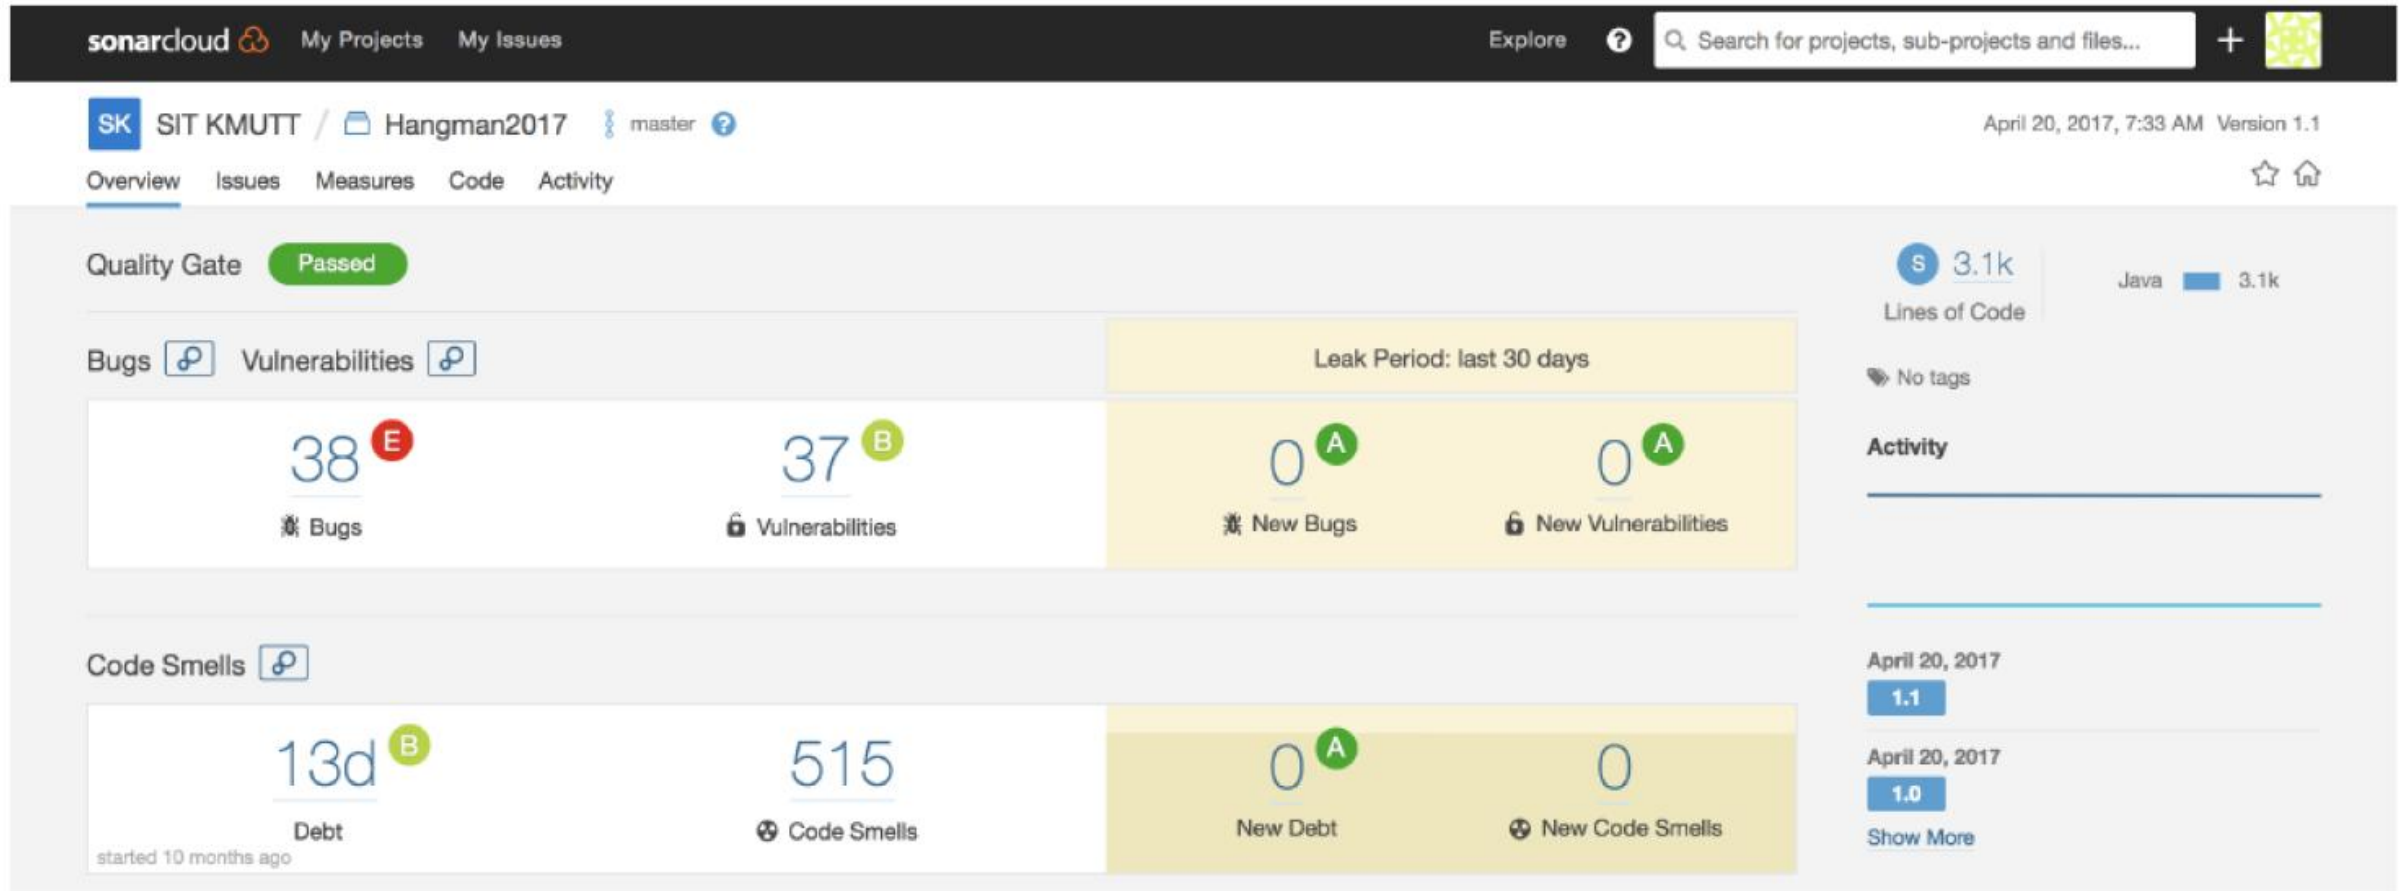 sonarcloud My Projects My Issues Explore ? Search for projects, sub-projects and files... +
SK SIT KMUTT / Hangman2017 master ? April 20, 2017, 7:33 AM Version 1.1
Overview Issues Measures Code Activity
Quality Gate Passed
Bugs Vulnerabilities
Leak Period: last 30 days
38 E
Bugs
37 B
Vulnerabilities
0 A
New Bugs
0 A
New Vulnerabilities
Code Smells
13d B
Debt
started 10 months ago
515
Code Smells
0 A
New Debt
0
New Code Smells
S 3.1k
Lines of Code
Java 3.1k
No tags
Activity
April 20, 2017
1.1
April 20, 2017
1.0
Show More